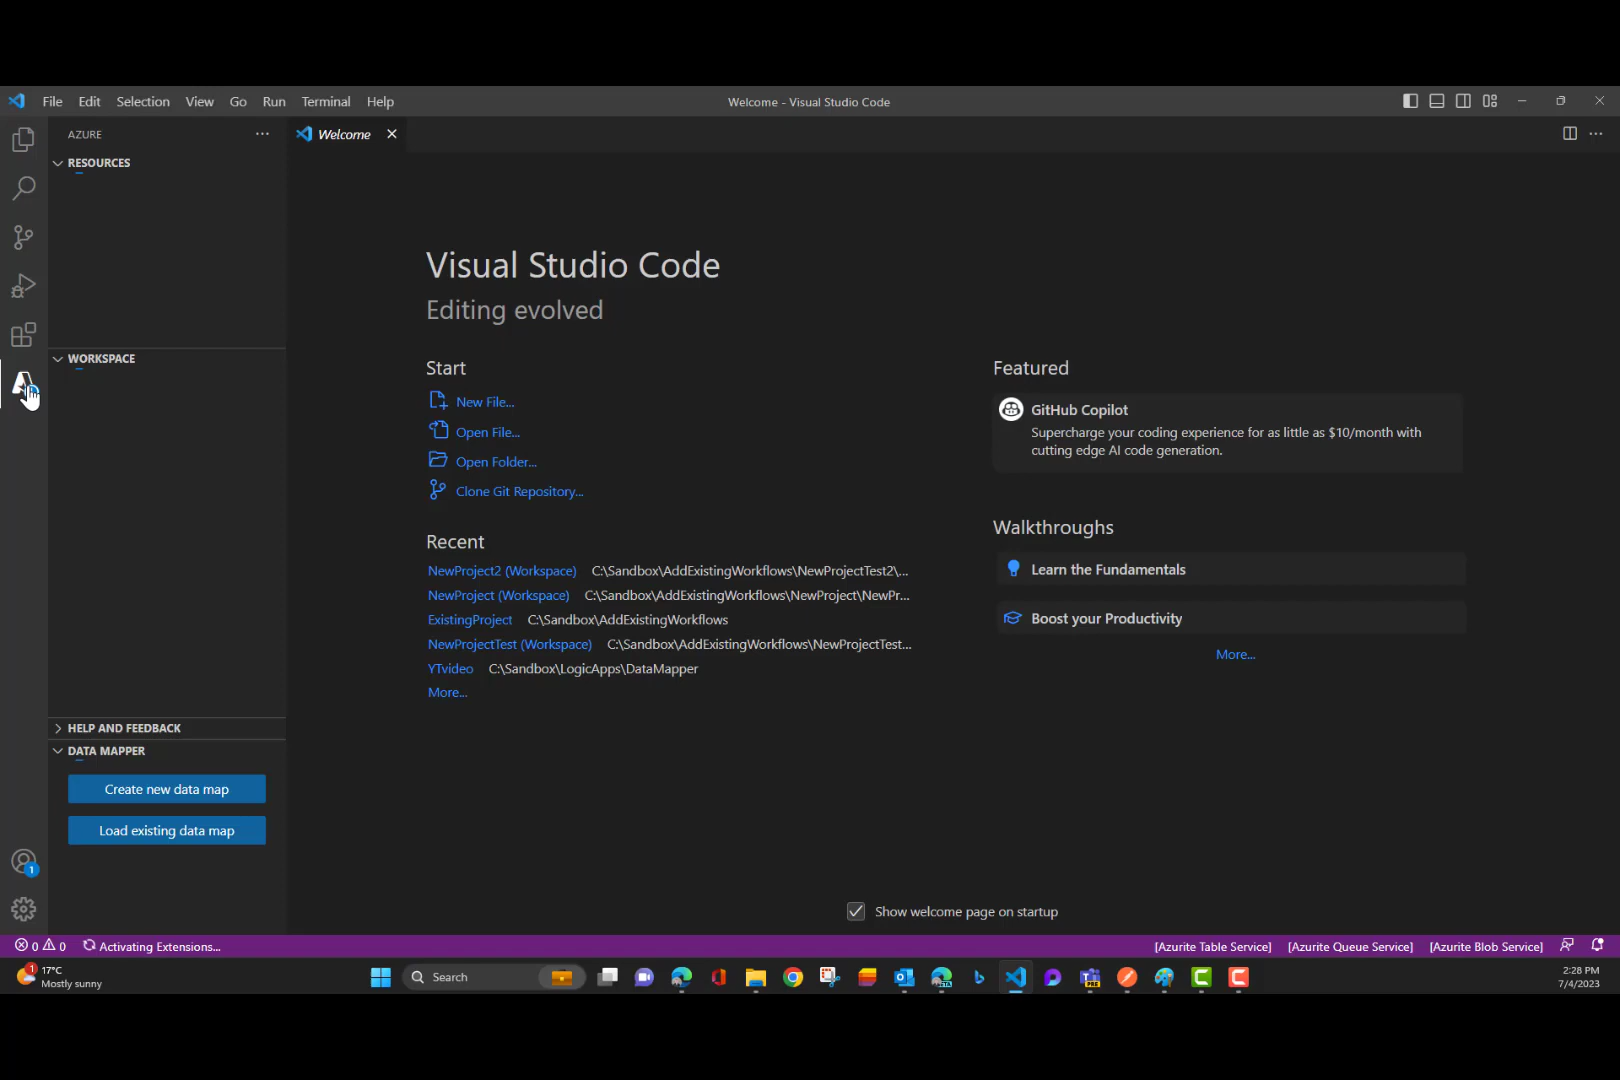 File Edit Selection View Go Run Terminal Help
Welcome - Visual Studio Code
AZURE
Welcome
RESOURCES
WORKSPACE
HELP AND FEEDBACK
DATA MAPPER
Create new data map
Load existing data map
1
Visual Studio Code
Editing evolved
Start
New File...
Open File...
Open Folder...
Clone Git Repository...
Recent
NewProject2 (Workspace) C:\Sandbox\AddExistingWorkflows\NewProjectTest2\...
NewProject (Workspace) C:\Sandbox\AddExistingWorkflows\NewProject\NewPr...
ExistingProject C:\Sandbox\AddExistingWorkflows
NewProjectTest (Workspace) C:\Sandbox\AddExistingWorkflows\NewProjectTest...
YTvideo C:\Sandbox\LogicApps\DataMapper
More...
Featured
GitHub Copilot
Supercharge your coding experience for as little as $10/month with
cutting edge AI code generation.
Walkthroughs
Learn the Fundamentals
Boost your Productivity
More...
Show welcome page on startup
0 0 Activating Extensions...
[Azurite Table Service] [Azurite Queue Service] [Azurite Blob Service]
1
17°C
Mostly sunny
Search
BETA
PRE
2:28 PM
7/4/2023